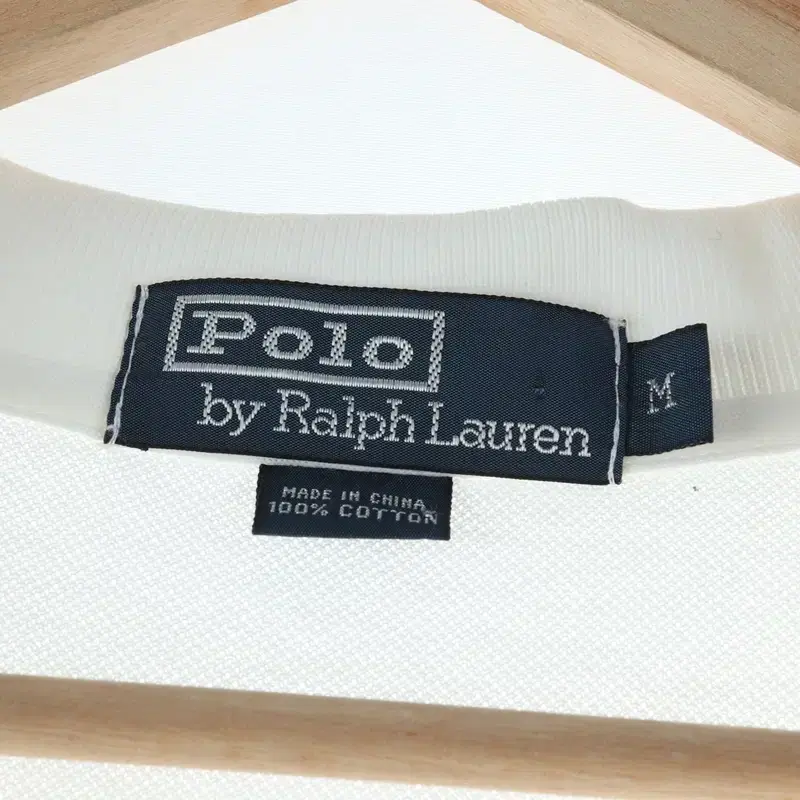 Polo
by Ralph Lauren
M
MADE IN CHINA
100% COTTON